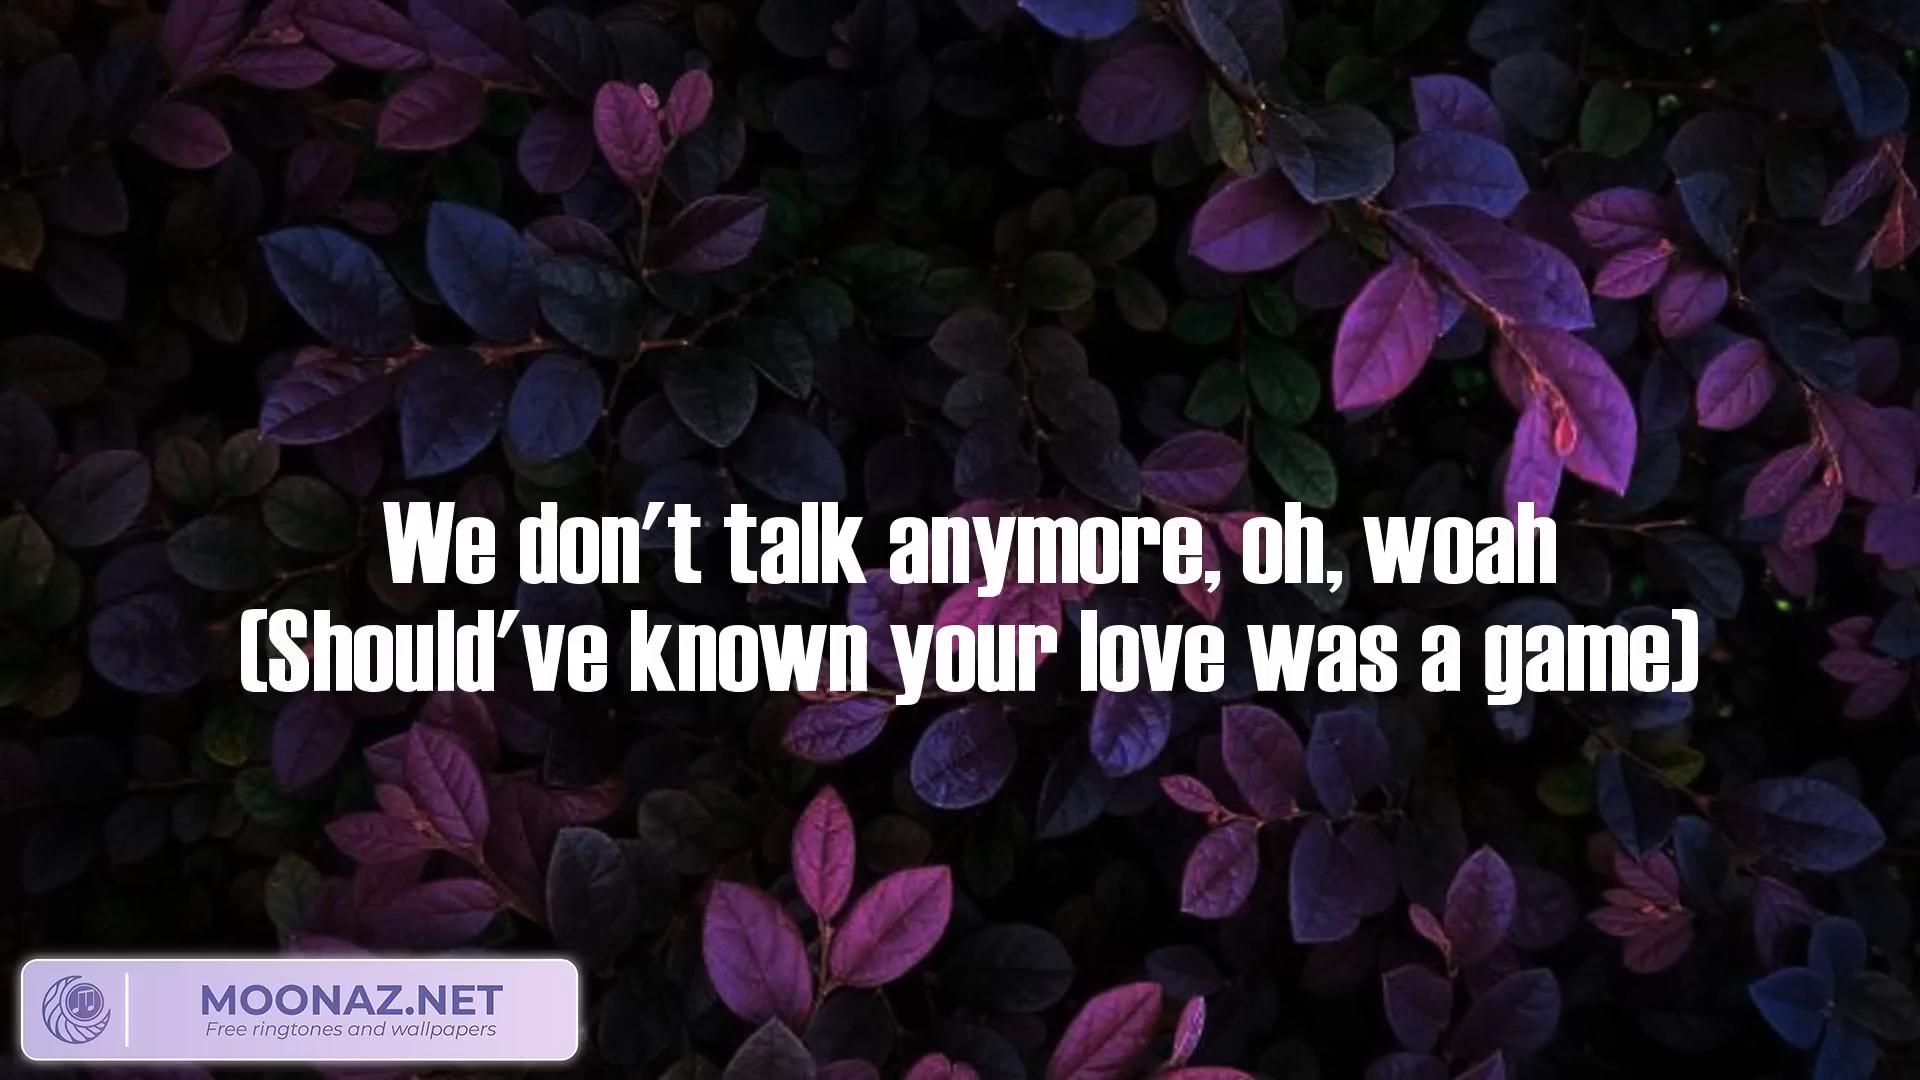 We don't talk anymore, oh, woah
(Should've known your love was a game)
MOONAZ.NET
Free ringtones and wallpapers